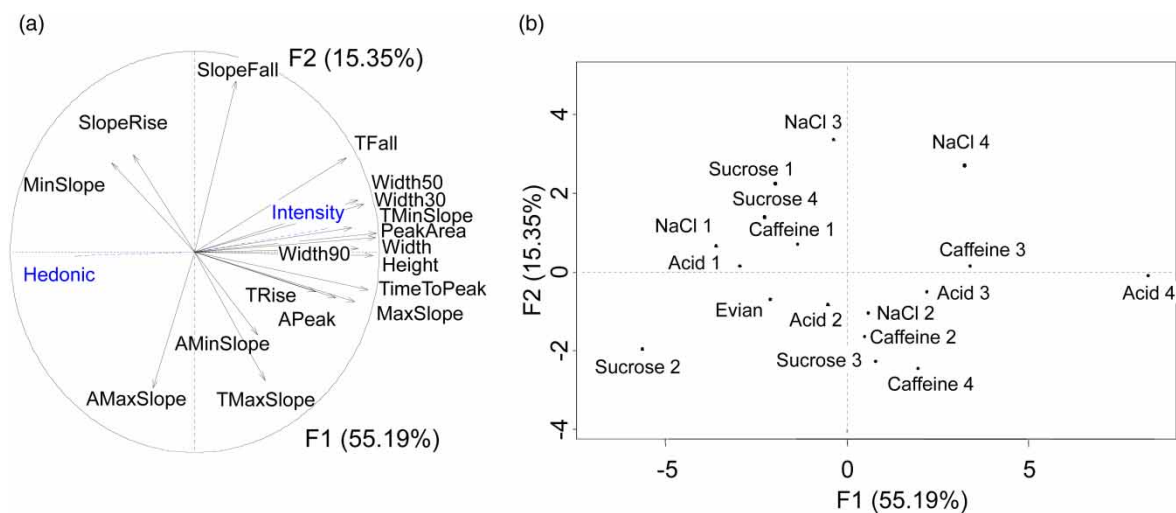 (a)
F2 (15.35%)
SlopeFall
SlopeRise
TFall
MinSlope
Width50
Width30
Intensity
TMinSlope
PeakArea
Width90
Width
Hedonic
Height
TRise
TimeToPeak
APeak
MaxSlope
AMinSlope
AMaxSlope
TMaxSlope
F1 (55.19%)
(b)
F2 (15.35%)
4
2
0
-2
-4
NaCl 3
NaCl 4
Sucrose 1
Sucrose 4
NaCl 1
Caffeine 1
Caffeine 3
Acid 1
Acid 4
Evian
Acid 2
Acid 3
NaCl 2
Caffeine 2
Sucrose 2
Sucrose 3
Caffeine 4
-5
0
5
F1 (55.19%)